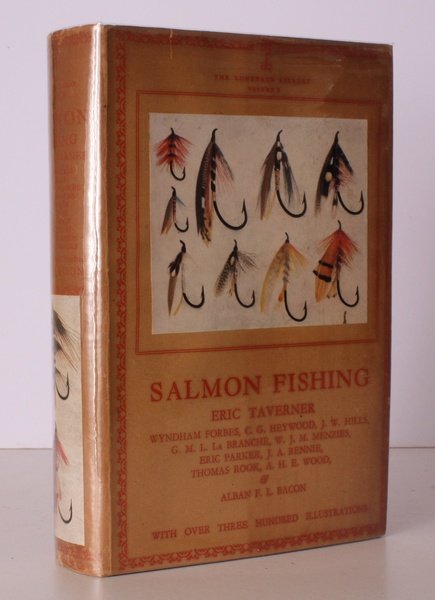 THE LONSDALE LIBRARY
SALMON FISHING
ERIC TAVERNER
WYNDHAM FORBES, C. G. HEYWOOD, J. W. HILLS,
G. M. L. LA BRANCHE, W. J. M. MENZIES,
ERIC PARKER, J. A. RENNIE,
THOMAS ROOK, A. H. E. WOOD,
&
ALBAN F. L. BACON
WITH OVER THREE HUNDRED ILLUSTRATIONS